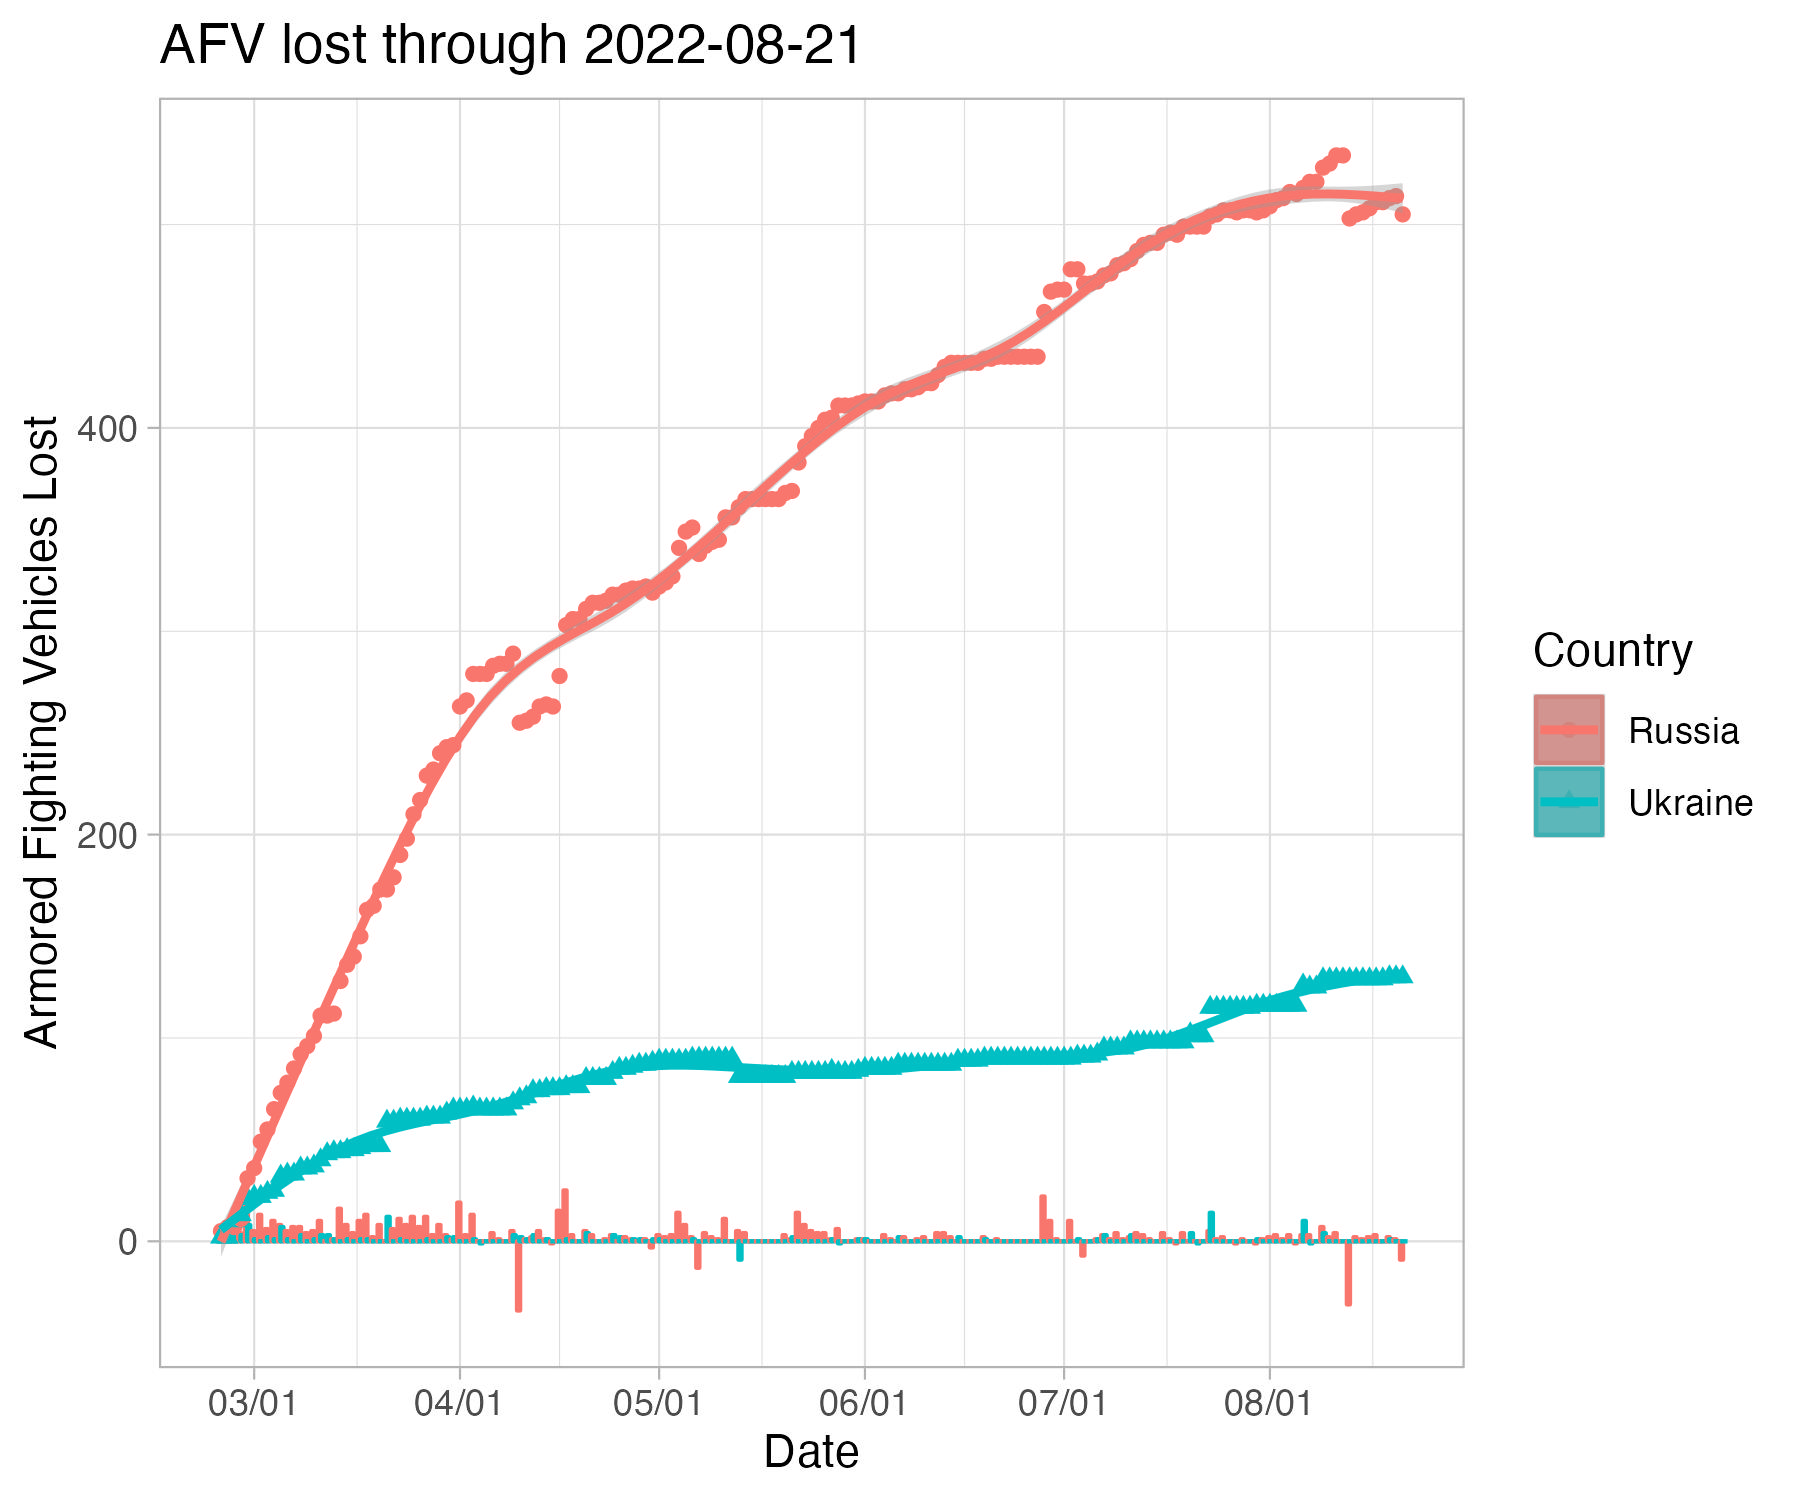 AFV lost through 2022-08-21
Armored Fighting Vehicles Lost
400
200
0
03/01 04/01 05/01 06/01 07/01 08/01
Date
Country
Russia
Ukraine